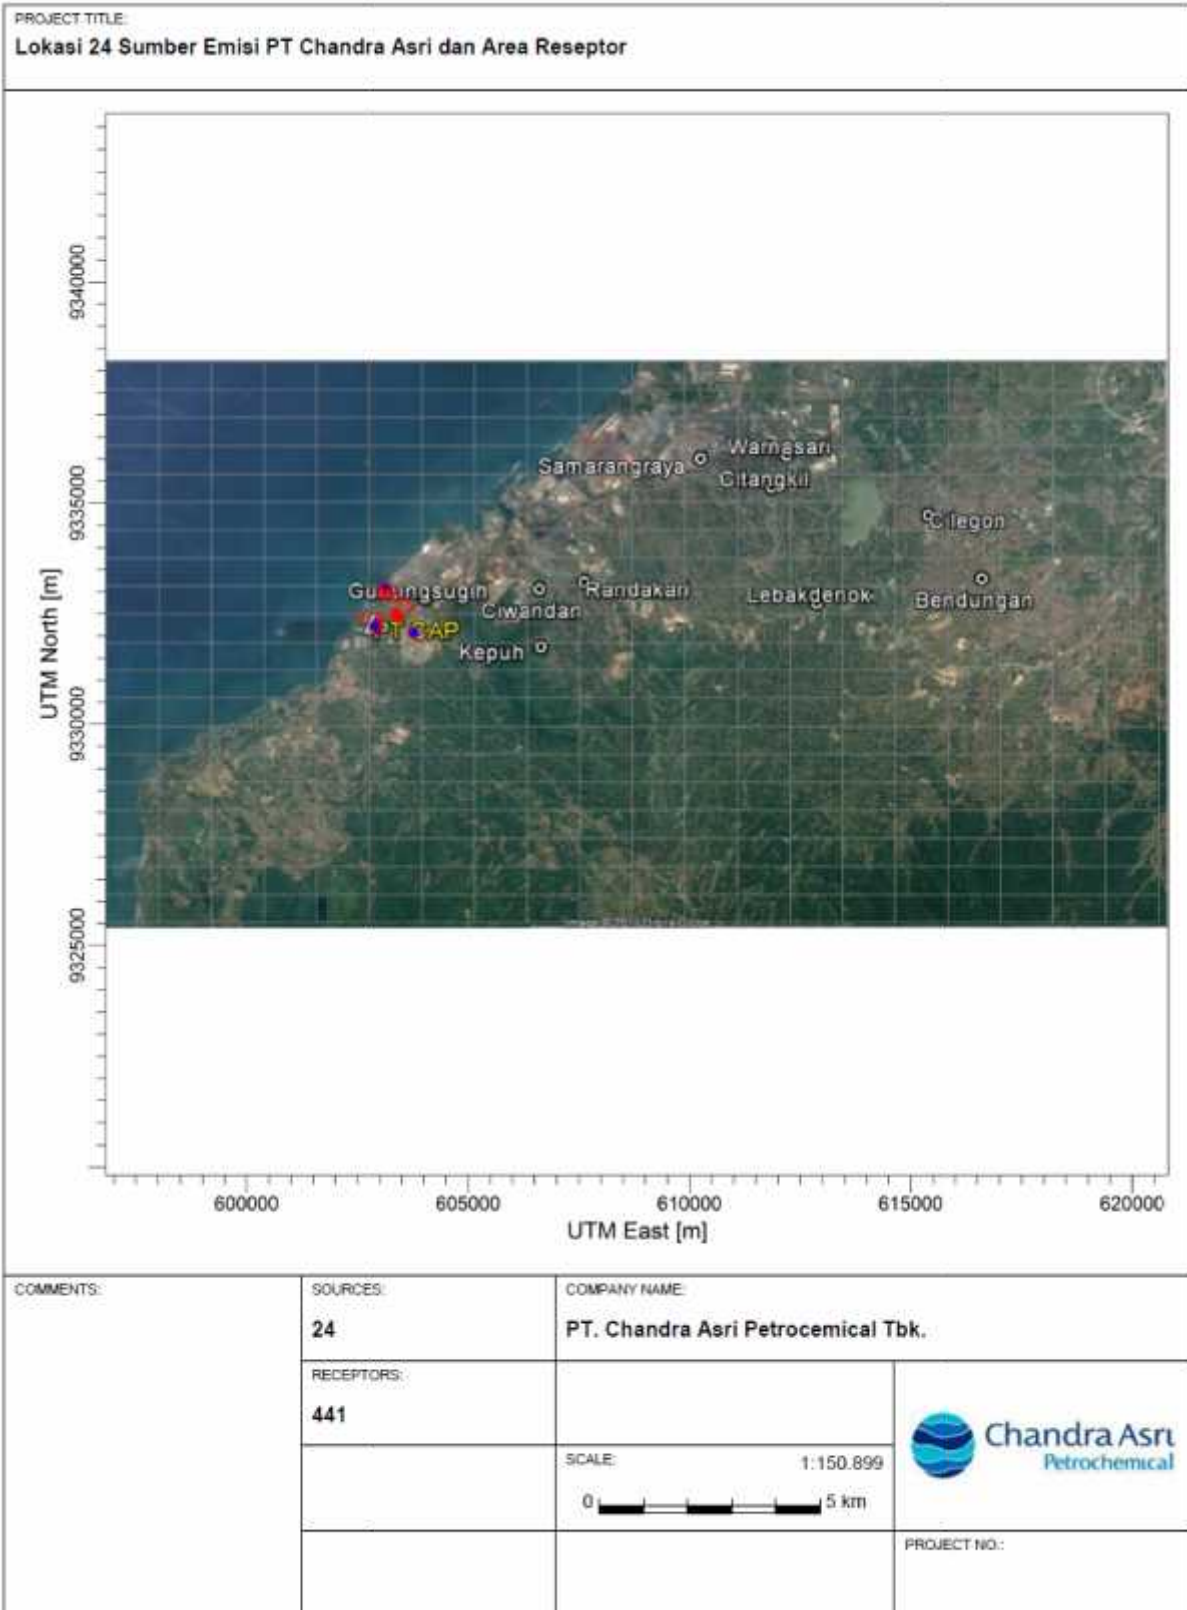 PROJECT TITLE:
Lokasi 24 Sumber Emisi PT Chandra Asri dan Area Reseptor
UTM North [m]
9340000
9335000
9330000
9325000
Warnasari
Samarangraya
Citangkil
Cilegon
Gunungsugih
Randakari
Lebakdenok
Bendungan
Ciwandan
PT CAP
Kepuh
600000
605000
610000
615000
620000
UTM East [m]
COMMENTS:
SOURCES:
24
COMPANY NAME:
PT. Chandra Asri Petrocemical Tbk.
RECEPTORS:
441
SCALE:
1:150.899
0
5 km
Chandra Asri
Petrochemical
PROJECT NO.: